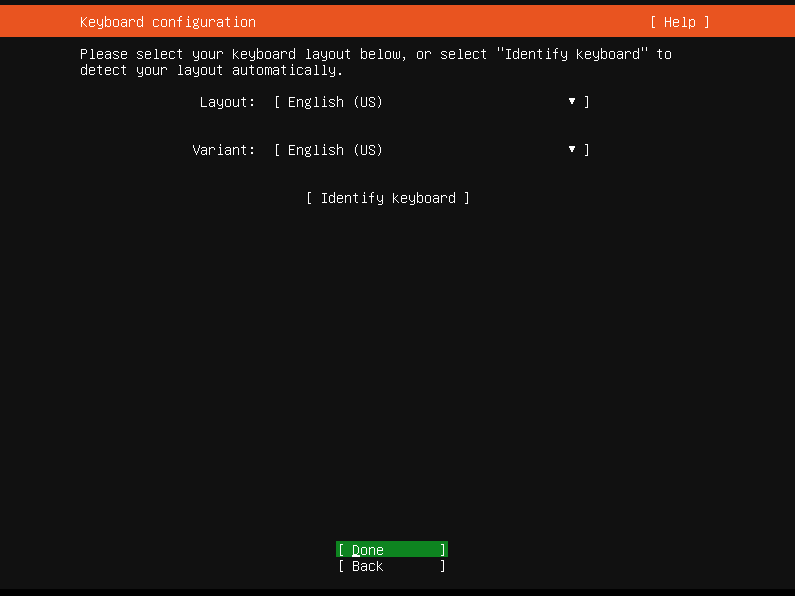 Keyboard configuration [ Help ]
Please select your keyboard layout below, or select "Identify keyboard" to
detect your layout automatically.
Layout: [ English (US) ▼ ]
Variant: [ English (US) ▼ ]
[ Identify keyboard ]
[ Done ]
[ Back ]